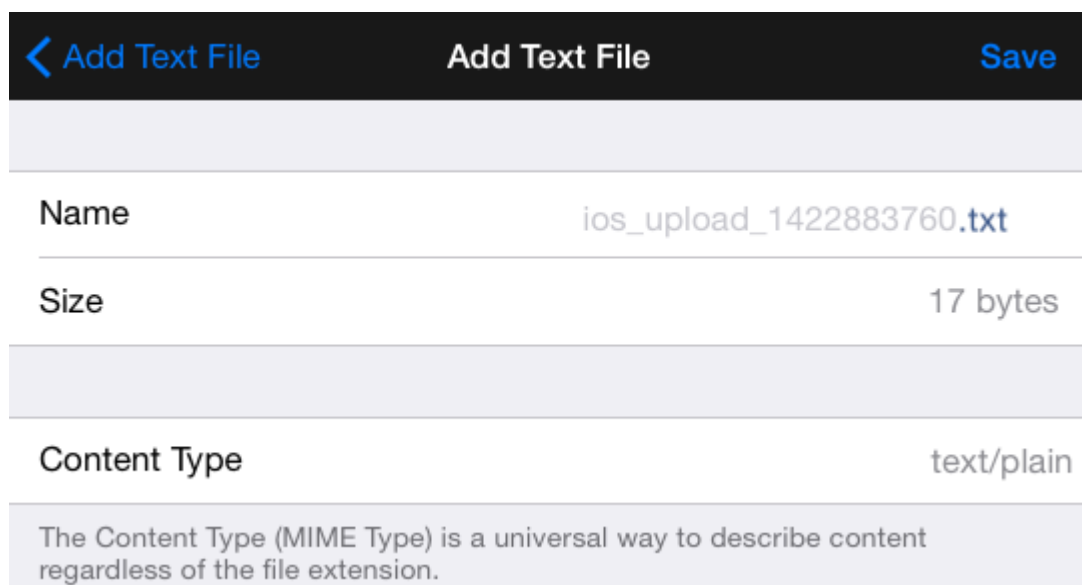 Add Text File Add Text File Save
Name ios_upload_1422883760.txt
Size 17 bytes
Content Type text/plain
The Content Type (MIME Type) is a universal way to describe content
regardless of the file extension.